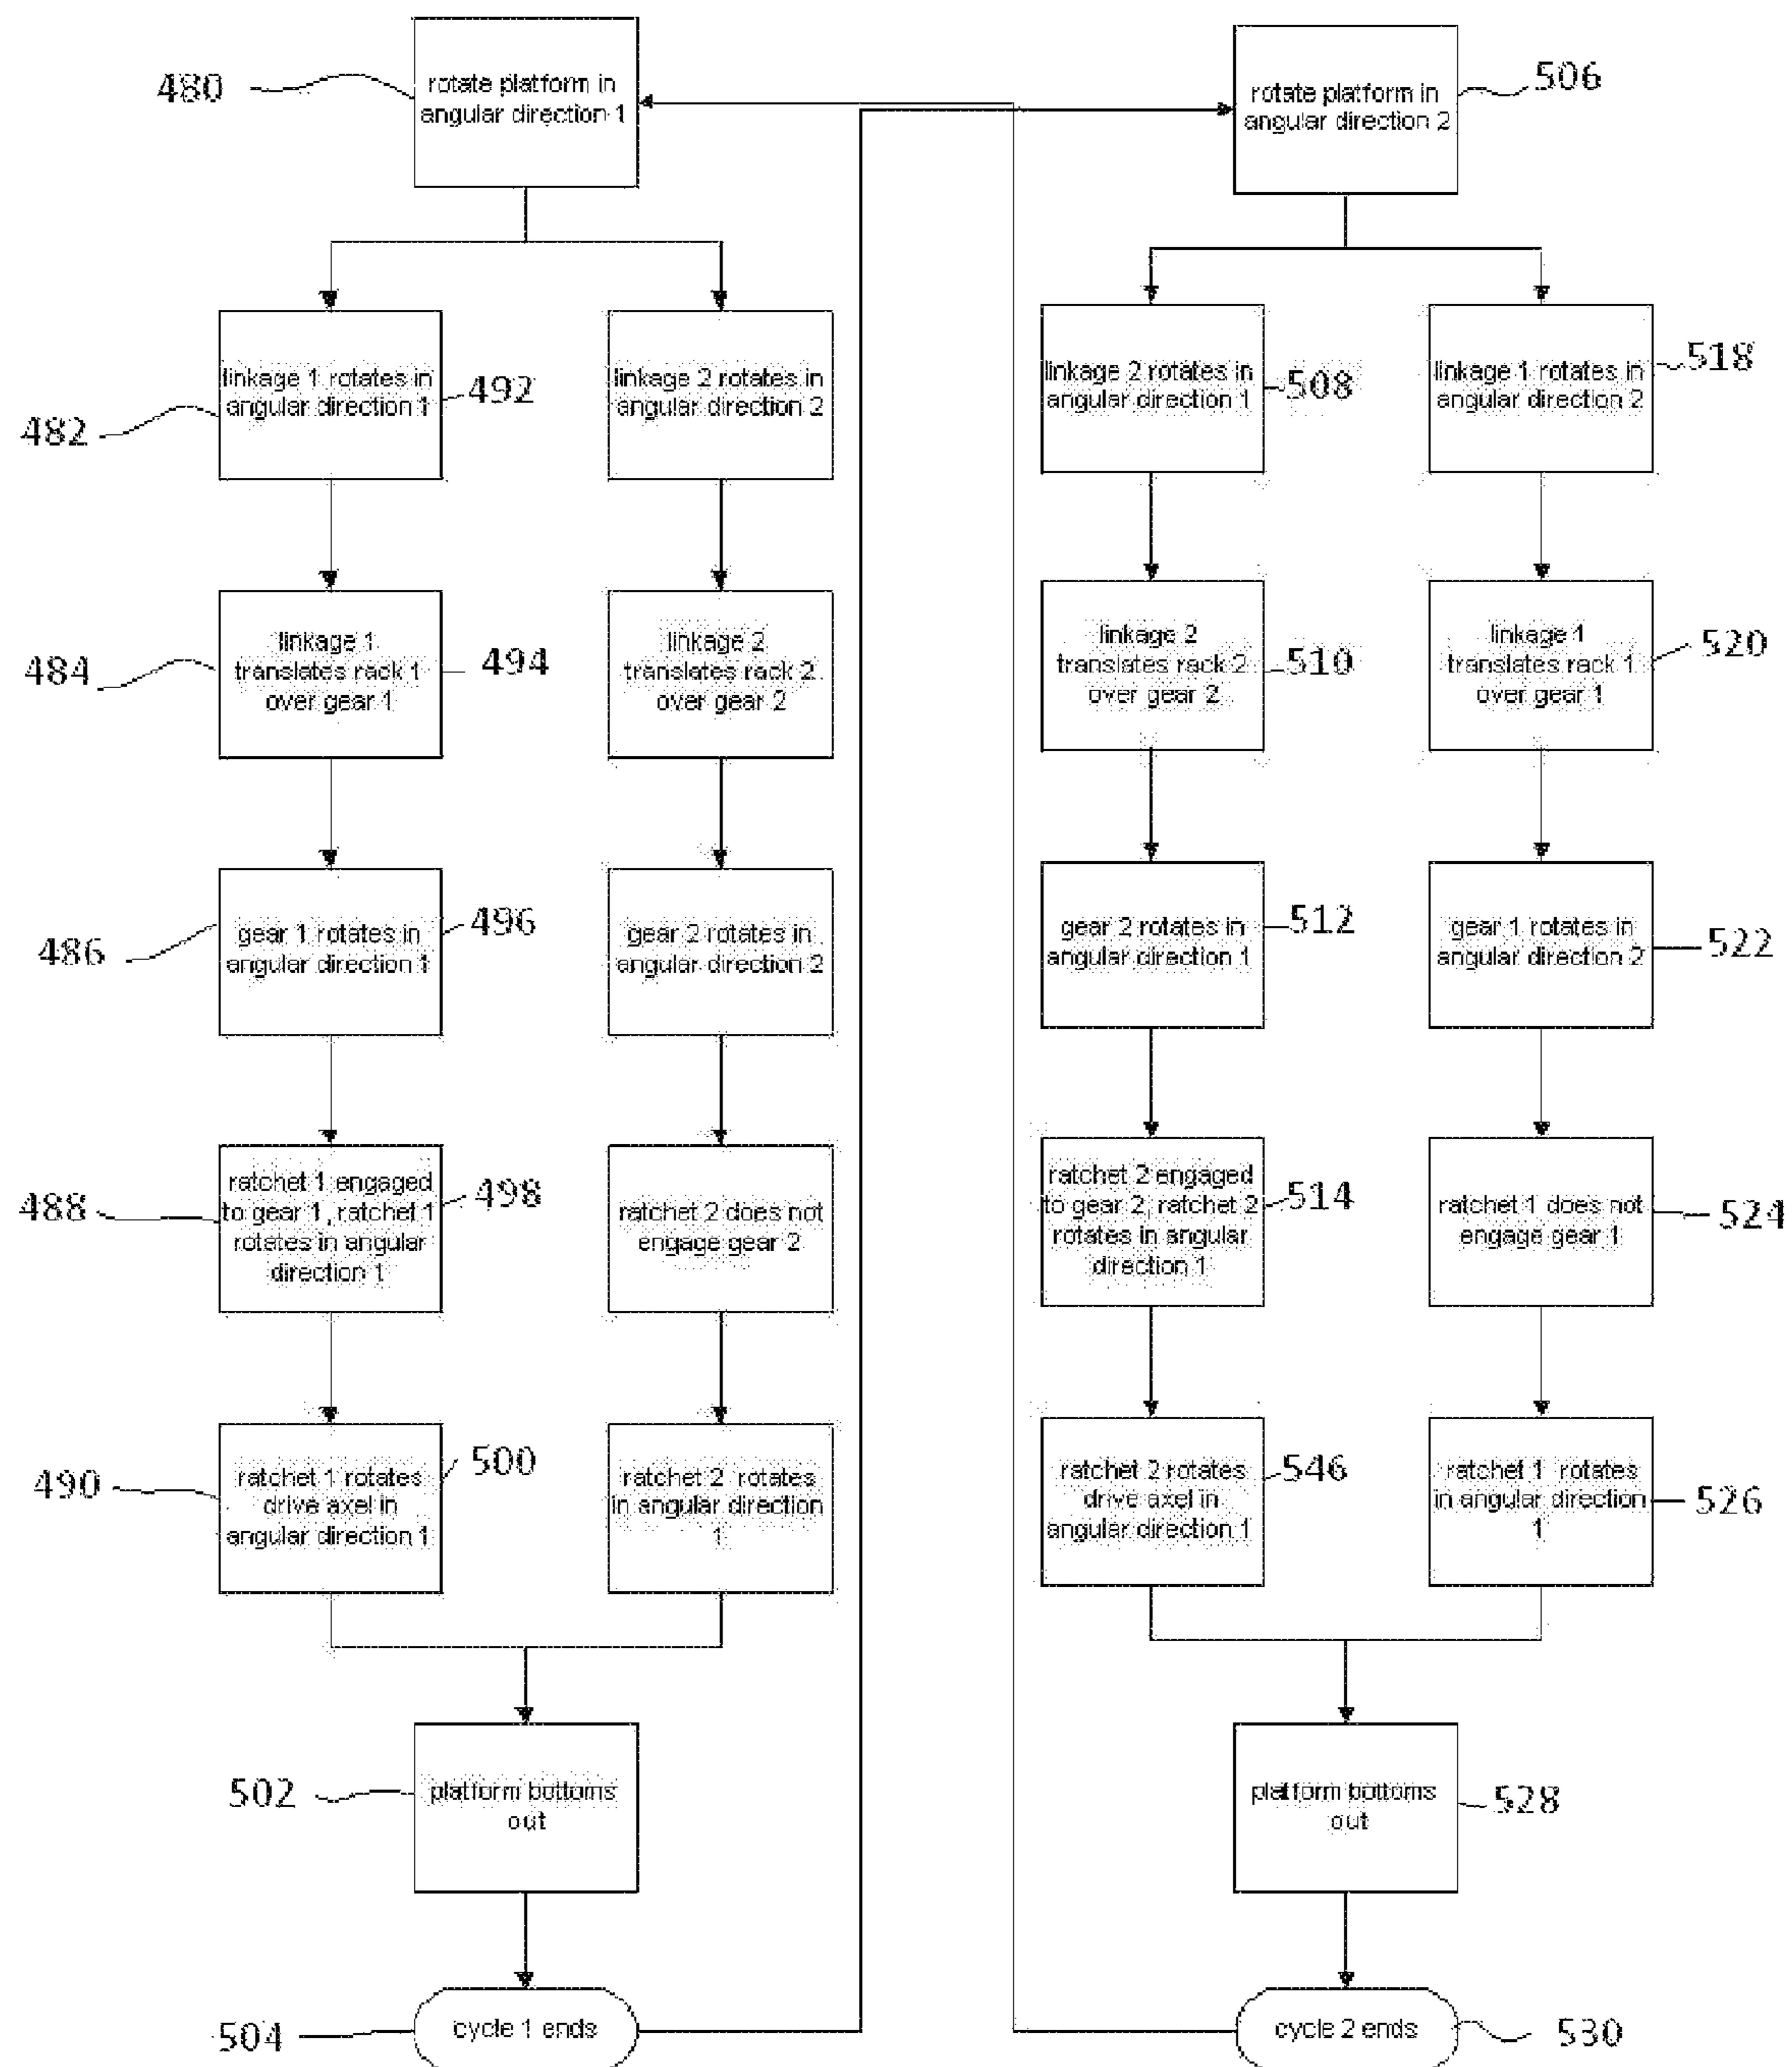 480
rotate platform in
angular direction 1
506
rotate platform in
angular direction 2
482
linkage 1 rotates in
angular direction 1
492
linkage 2 rotates in
angular direction 2
linkage 2 rotates in
angular direction 1
508
linkage 1 rotates in
angular direction 2
518
484
linkage 1
translates rack 1
over gear 1
494
linkage 2
translates rack 2
over gear 2
linkage 2
translates rack 2
over gear 2
510
linkage 1
translates rack 1
over gear 1
520
486
gear 1 rotates in
angular direction 1
496
gear 2 rotates in
angular direction 2
gear 2 rotates in
angular direction 1
512
gear 1 rotates in
angular direction 2
522
488
ratchet 1 engaged
to gear 1, ratchet 1
rotates in angular
direction 1
498
ratchet 2 does not
engage gear 2
ratchet 2 engaged
to gear 2, ratchet 2
rotates in angular
direction 1
514
ratchet 1 does not
engage gear 1
524
490
ratchet 1 rotates
drive axel in
angular direction 1
500
ratchet 2 rotates
in angular direction
1
ratchet 2 rotates
drive axel in
angular direction 1
546
ratchet 1 rotates
in angular direction
1
526
502
platform bottoms
out
platform bottoms
out
528
504
cycle 1 ends
cycle 2 ends
530